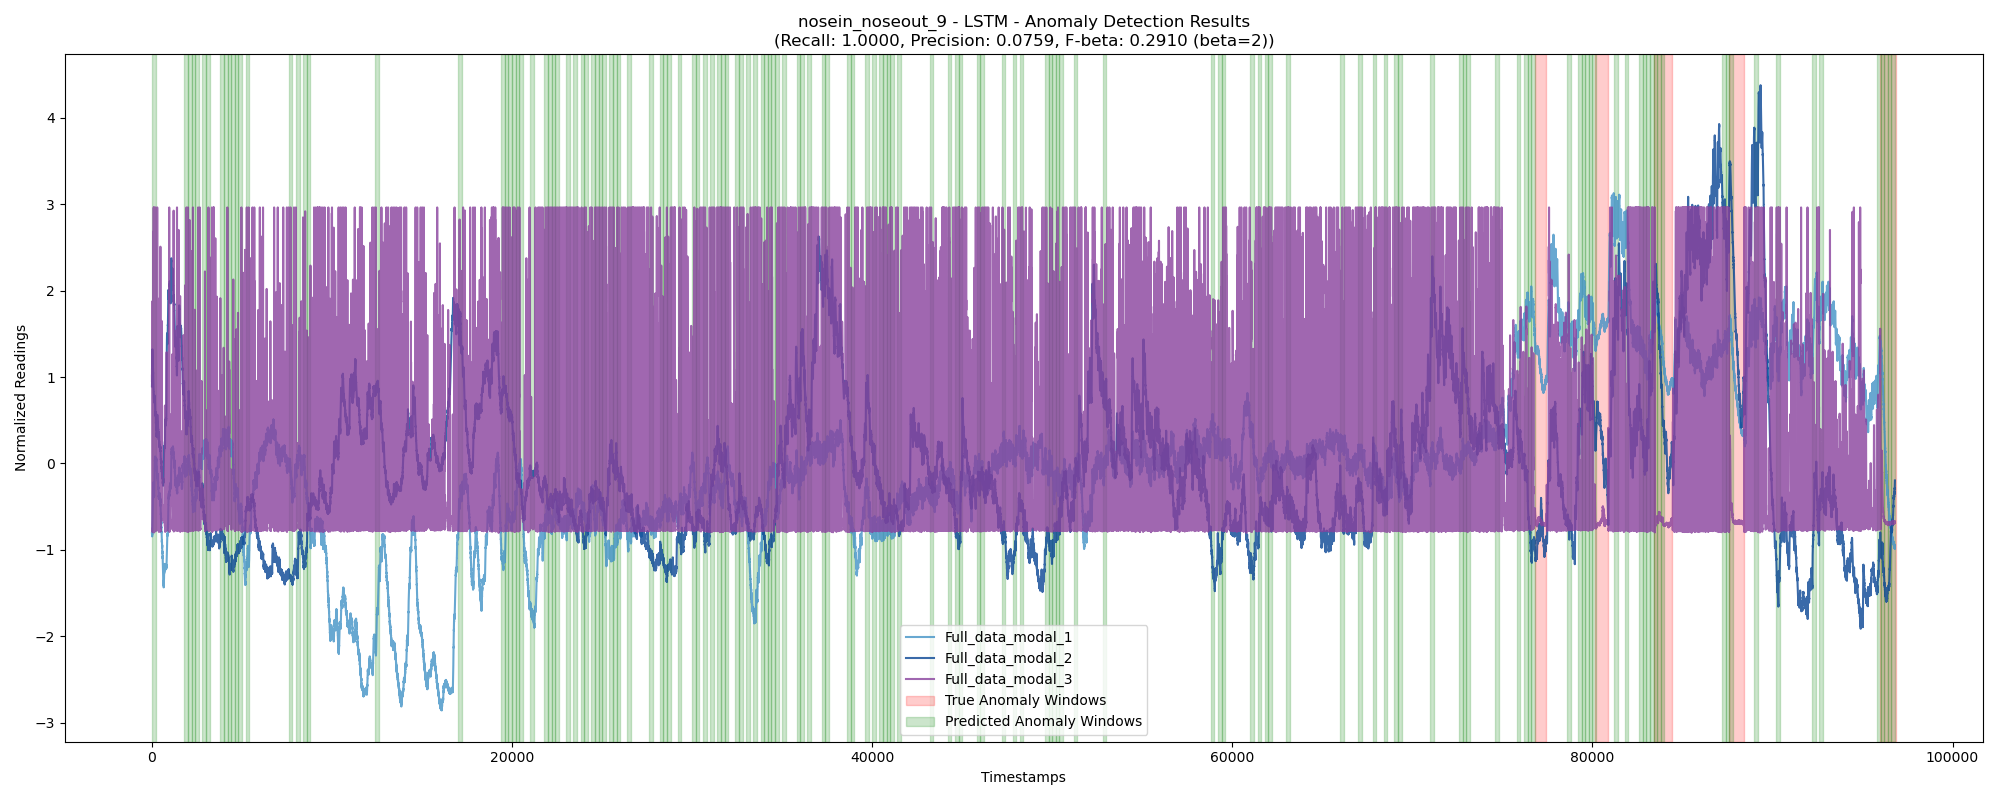 nosein_noseout_9 - LSTM - Anomaly Detection Results
(Recall: 1.0000, Precision: 0.0759, F-beta: 0.2910 (beta=2))
Normalized Readings
4
3
2
1
0
−1
−2
−3
Full_data_modal_1
Full_data_modal_2
Full_data_modal_3
True Anomaly Windows
Predicted Anomaly Windows
0
20000
40000
60000
80000
100000
Timestamps